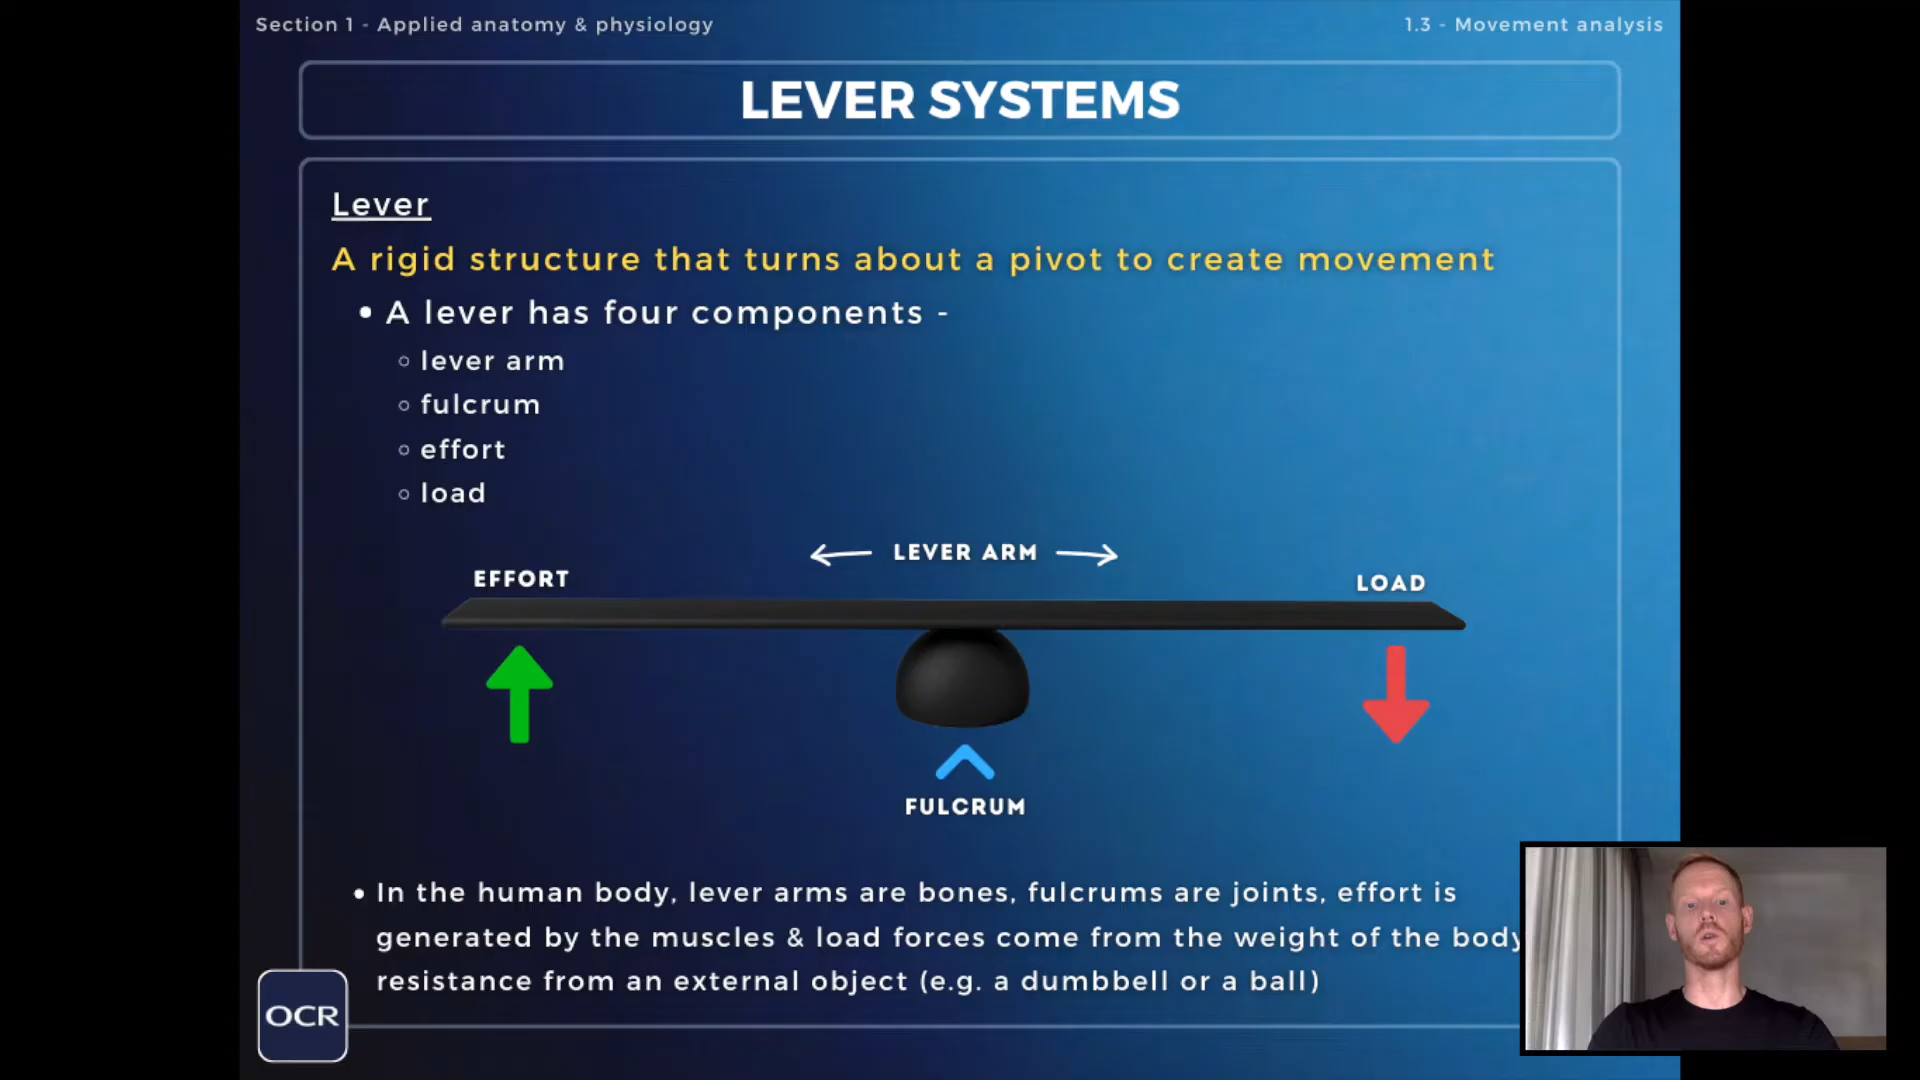 Section 1 - Applied anatomy & physiology
1.3 - Movement analysis
LEVER SYSTEMS
Lever
A rigid structure that turns about a pivot to create movement
• A lever has four components -
○ lever arm
○ fulcrum
○ effort
○ load
LEVER ARM
EFFORT
LOAD
FULCRUM
• In the human body, lever arms are bones, fulcrums are joints, effort is
generated by the muscles & load forces come from the weight of the body
resistance from an external object (e.g. a dumbbell or a ball)
OCR